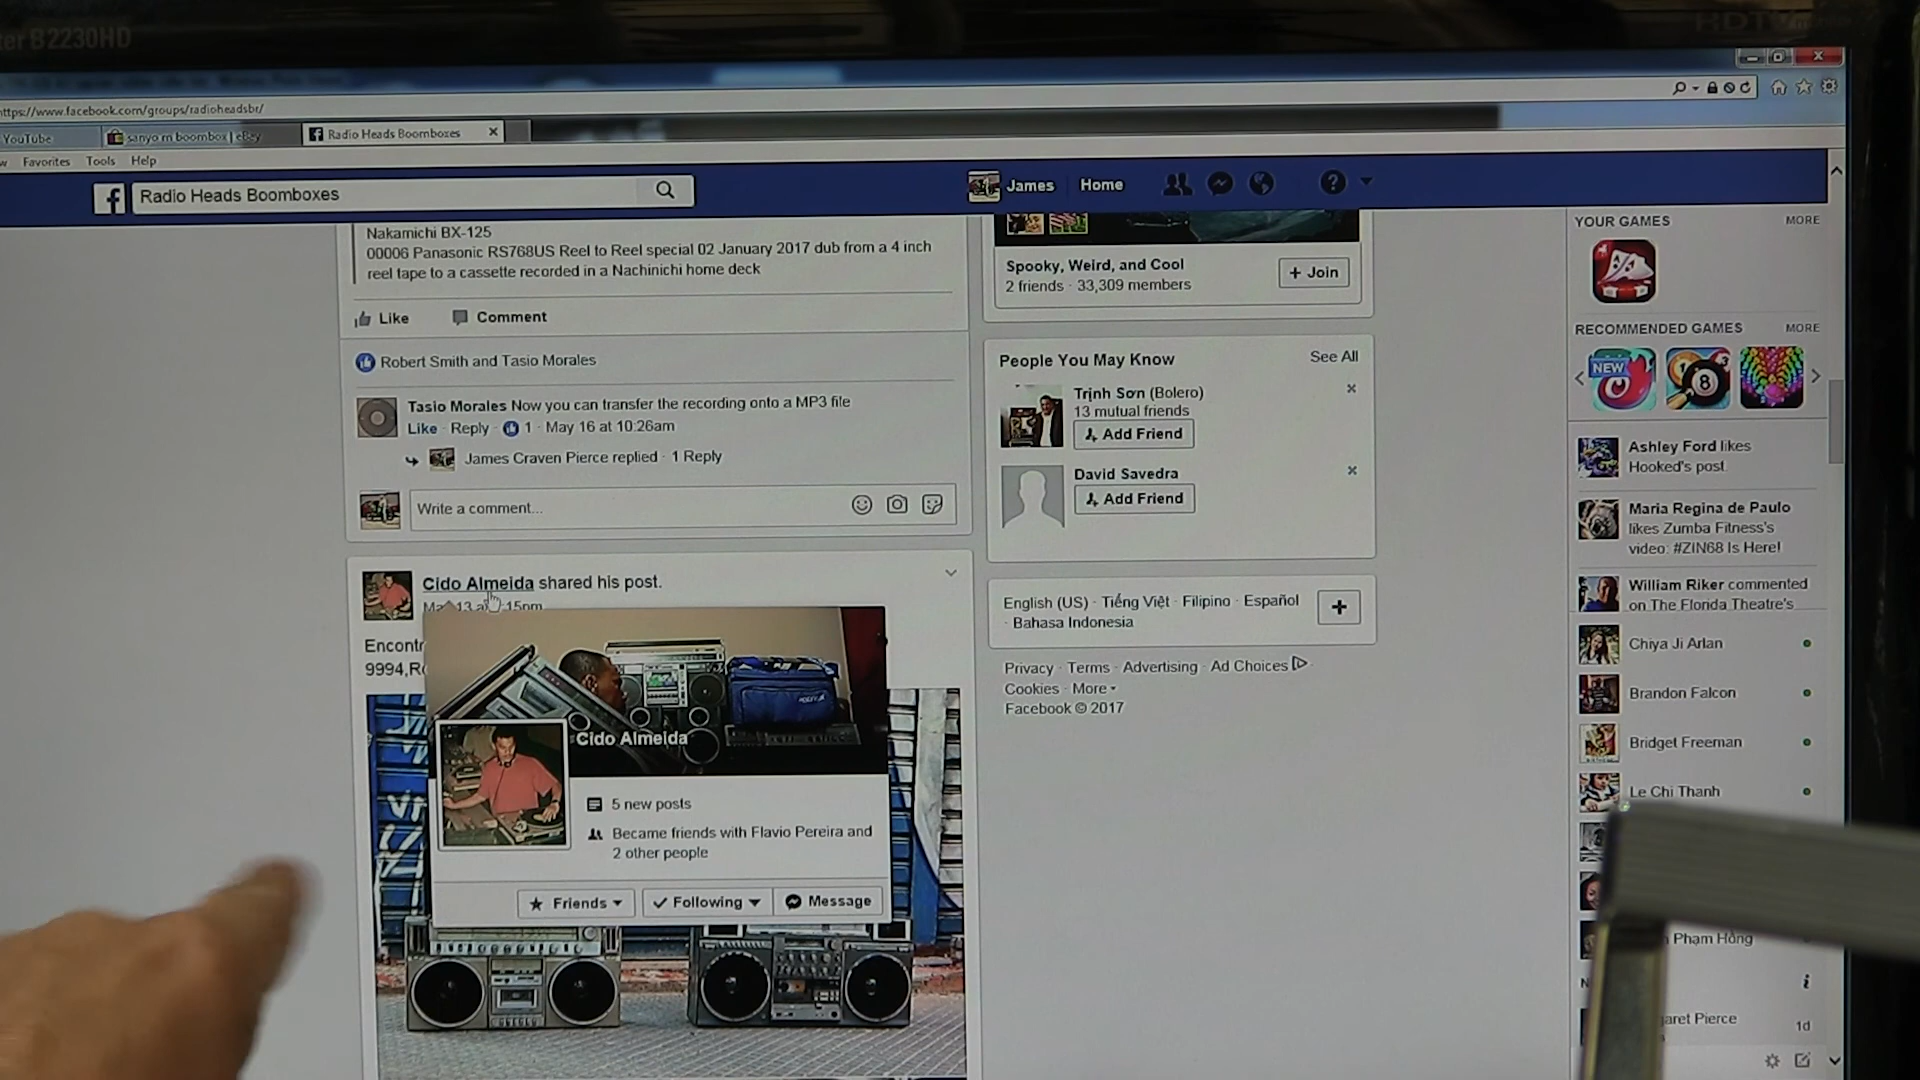 B2230HD
HDTV
https://www.facebook.com/groups/radioheadsbr/
YouTube
sanyo m boombox | eBay
Radio Heads Boomboxes
Favorites Tools Help
Radio Heads Boomboxes
James Home
Nakamichi BX-125
00006 Panasonic RS768US Reel to Reel special 02 January 2017 dub from a 4 inch
reel tape to a cassette recorded in a Nachinichi home deck
Like Comment
Robert Smith and Tasio Morales
Tasio Morales Now you can transfer the recording onto a MP3 file
Like · Reply · 1 · May 16 at 10:26am
James Craven Pierce replied · 1 Reply
Write a comment...
Cido Almeida shared his post.
Encontr
9994,R
Cido Almeida
5 new posts
Became friends with Flavio Pereira and
2 other people
Friends
Following
Message
Spooky, Weird, and Cool
2 friends · 33,309 members
+ Join
People You May Know See All
Trịnh Sơn (Bolero)
13 mutual friends
Add Friend
David Savedra
Add Friend
English (US) · Tiếng Việt · Filipino · Español
· Bahasa Indonesia
Privacy · Terms · Advertising · Ad Choices
Cookies · More
Facebook © 2017
YOUR GAMES MORE
RECOMMENDED GAMES MORE
NEW
8
Ashley Ford likes
Hooked's post.
Maria Regina de Paulo
likes Zumba Fitness's
video: #ZIN68 Is Here!
William Riker commented
on The Florida Theatre's
Chiya Ji Arlan
Brandon Falcon
Bridget Freeman
Le Chi Thanh
Phạm Hồng
aret Pierce
1d